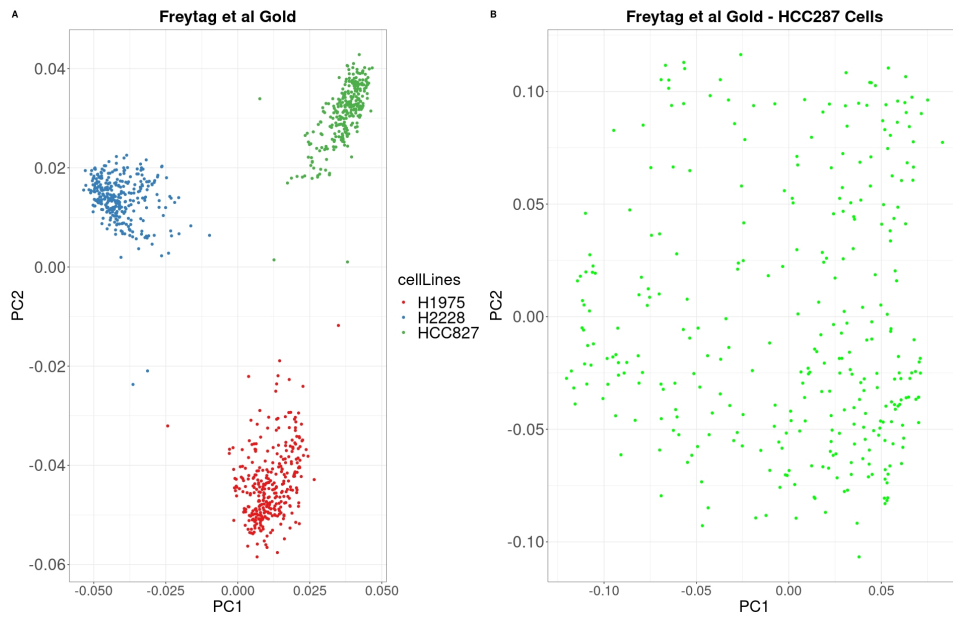 A
Freytag et al Gold
0.04
0.02
0.00
-0.02
-0.04
-0.06
PC2
-0.050
-0.025
0.000
0.025
0.050
PC1
cellLines
H1975
H2228
HCC827
B
Freytag et al Gold - HCC287 Cells
0.10
0.05
0.00
-0.05
-0.10
PC2
-0.10
-0.05
0.00
0.05
PC1